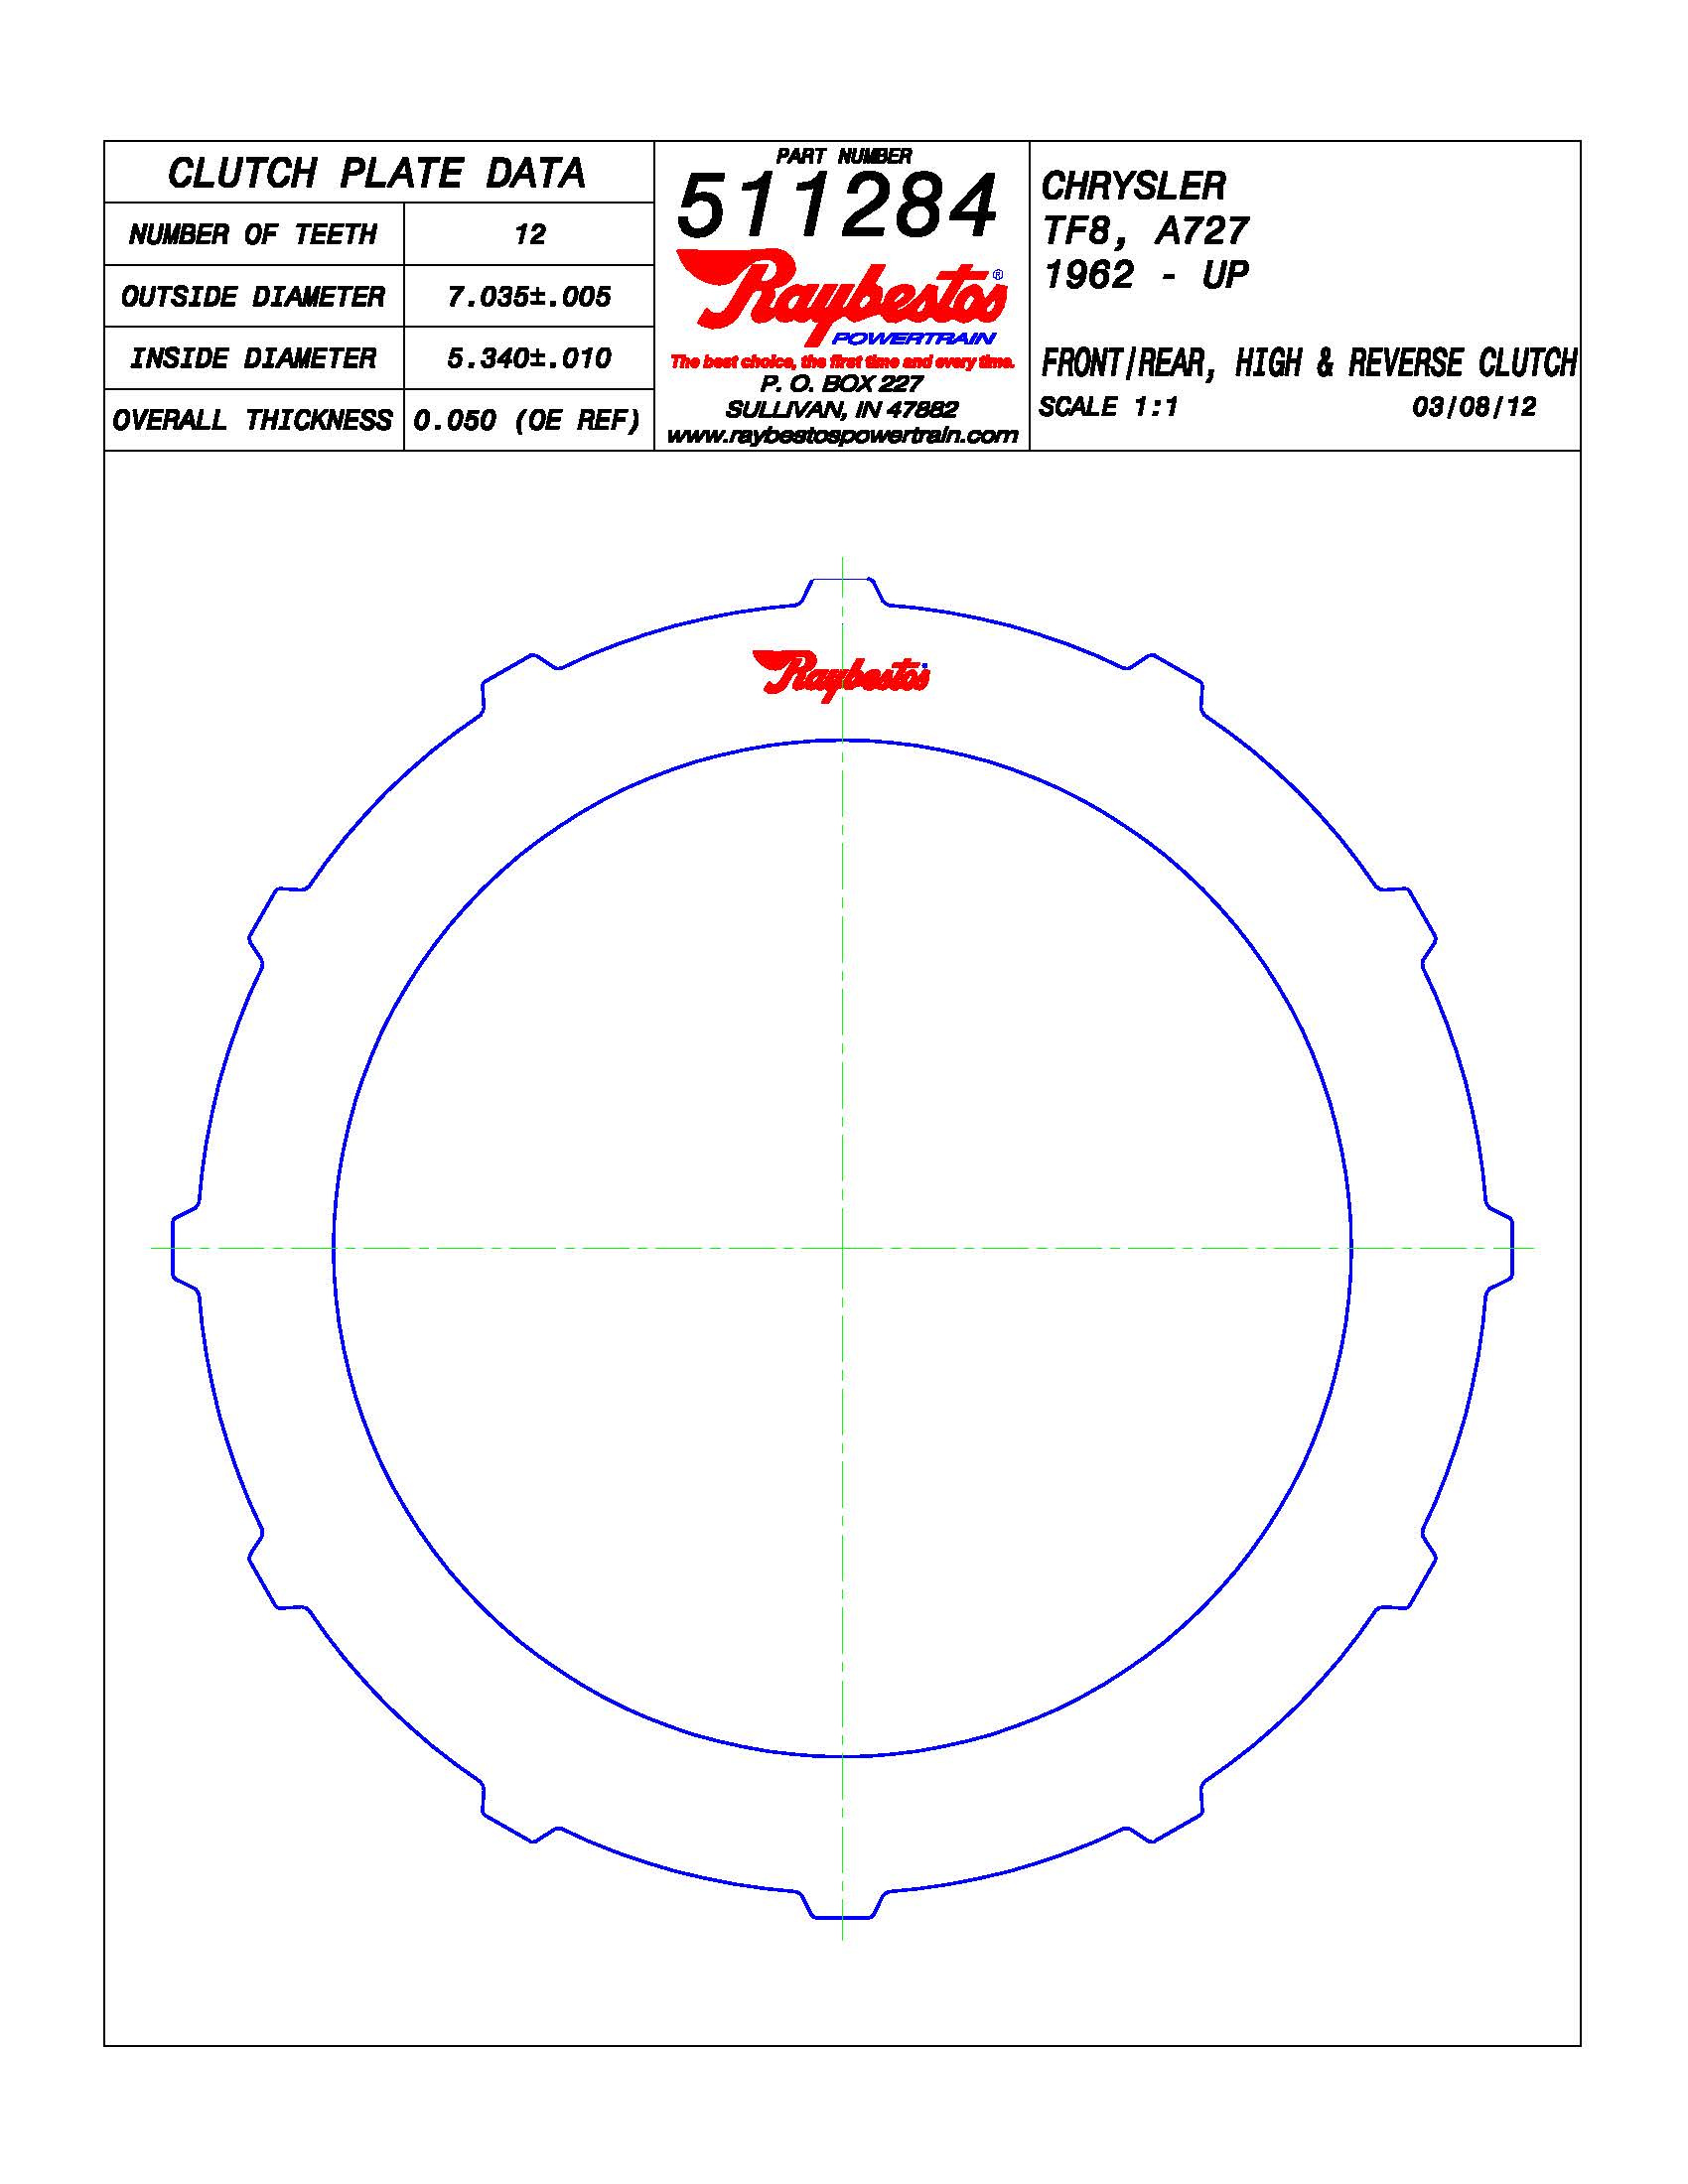 CLUTCH PLATE DATA
NUMBER OF TEETH 12
OUTSIDE DIAMETER 7.035±.005
INSIDE DIAMETER 5.340±.010
OVERALL THICKNESS 0.050 (OE REF)
PART NUMBER
511284
Raybestos®
POWERTRAIN
The best choice, the first time and every time.
P. O. BOX 227
SULLIVAN, IN 47882
www.raybestospowertrain.com
CHRYSLER
TF8, A727
1962 - UP
FRONT/REAR, HIGH & REVERSE CLUTCH
SCALE 1:1 03/08/12
Raybestos